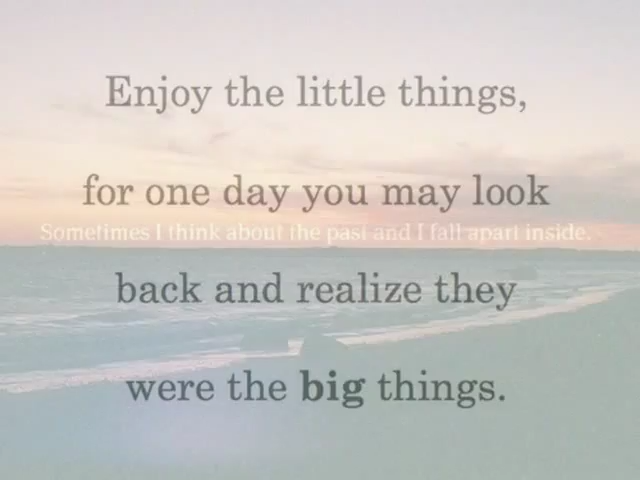 Enjoy the little things,
for one day you may look
Sometimes I think about the past and I fall apart inside.
back and realize they
were the big things.